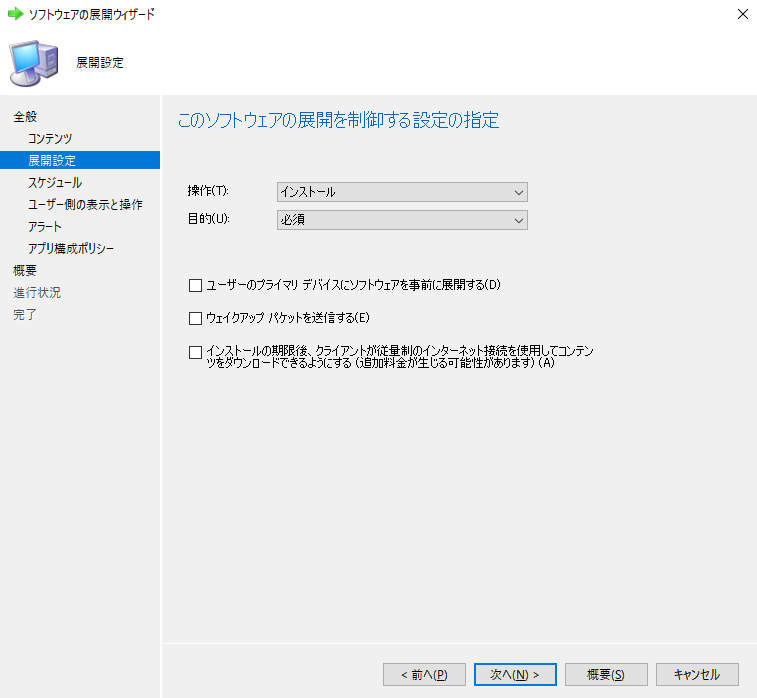 ソフトウェアの展開ウィザード
展開設定
全般
コンテンツ
展開設定
スケジュール
ユーザー側の表示と操作
アラート
アプリ構成ポリシー
概要
進行状況
完了
このソフトウェアの展開を制御する設定の指定
操作(T): インストール
目的(U): 必須
ユーザーのプライマリ デバイスにソフトウェアを事前に展開する(D)
ウェイクアップ パケットを送信する(E)
インストールの期限後、クライアントが従量制のインターネット接続を使用してコンテン
ツをダウンロードできるようにする (追加料金が生じる可能性があります) (A)
< 前へ(P) 次へ(N) > 概要(S) キャンセル